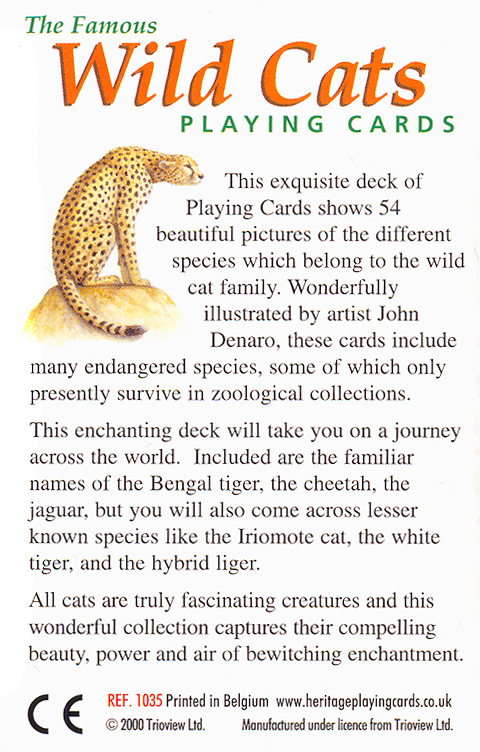 The Famous
Wild Cats
PLAYING CARDS
This exquisite deck of
Playing Cards shows 54
beautiful pictures of the different
species which belong to the wild
cat family. Wonderfully
illustrated by artist John
Denaro, these cards include
many endangered species, some of which only
presently survive in zoological collections.
This enchanting deck will take you on a journey
across the world.  Included are the familiar
names of the Bengal tiger, the cheetah, the
jaguar, but you will also come across lesser
known species like the Iriomote cat, the white
tiger, and the hybrid liger.
All cats are truly fascinating creatures and this
wonderful collection captures their compelling
beauty, power and air of bewitching enchantment.
CE REF. 1035 Printed in Belgium www.heritageplayingcards.co.uk
© 2000 Trioview Ltd. Manufactured under licence from Trioview Ltd.